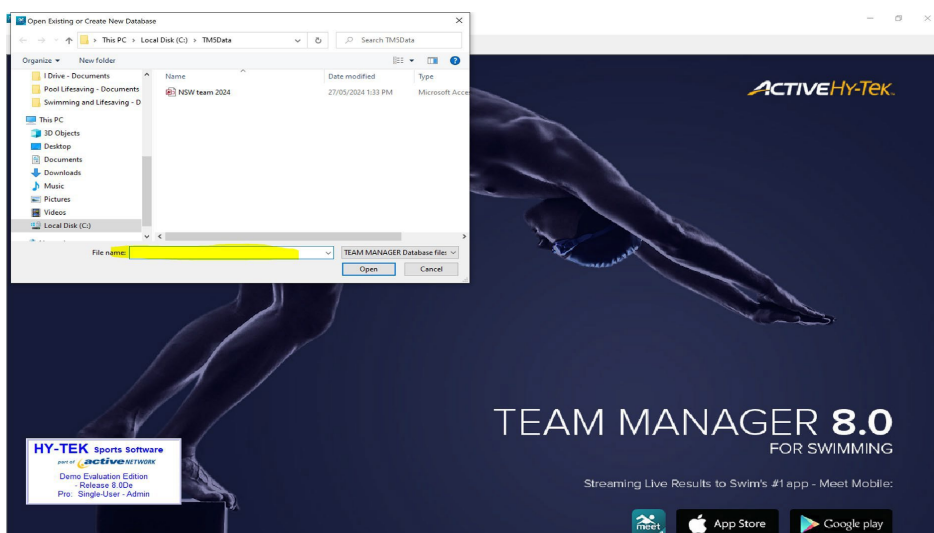 Open Existing or Create New Database
This PC > Local Disk (C:) > TM5Data
Search TM5Data
Organize
New folder
I Drive - Documents
Pool Lifesaving - Documents
Swimming and Lifesaving - D
This PC
3D Objects
Desktop
Documents
Downloads
Music
Pictures
Videos
Local Disk (C:)
Name
Date modified
Type
NSW team 2024
27/05/2024 1:33 PM
Microsoft Acce
File name:
TEAM MANAGER Database files
Open
Cancel
ACTIVE HY-TEK
TEAM MANAGER 8.0
FOR SWIMMING
HY-TEK Sports Software
part of active NETWORK
Demo Evaluation Edition
- Release 8.0De
Pro: Single-User - Admin
Streaming Live Results to Swim's #1 app - Meet Mobile:
meet
App Store
Google play